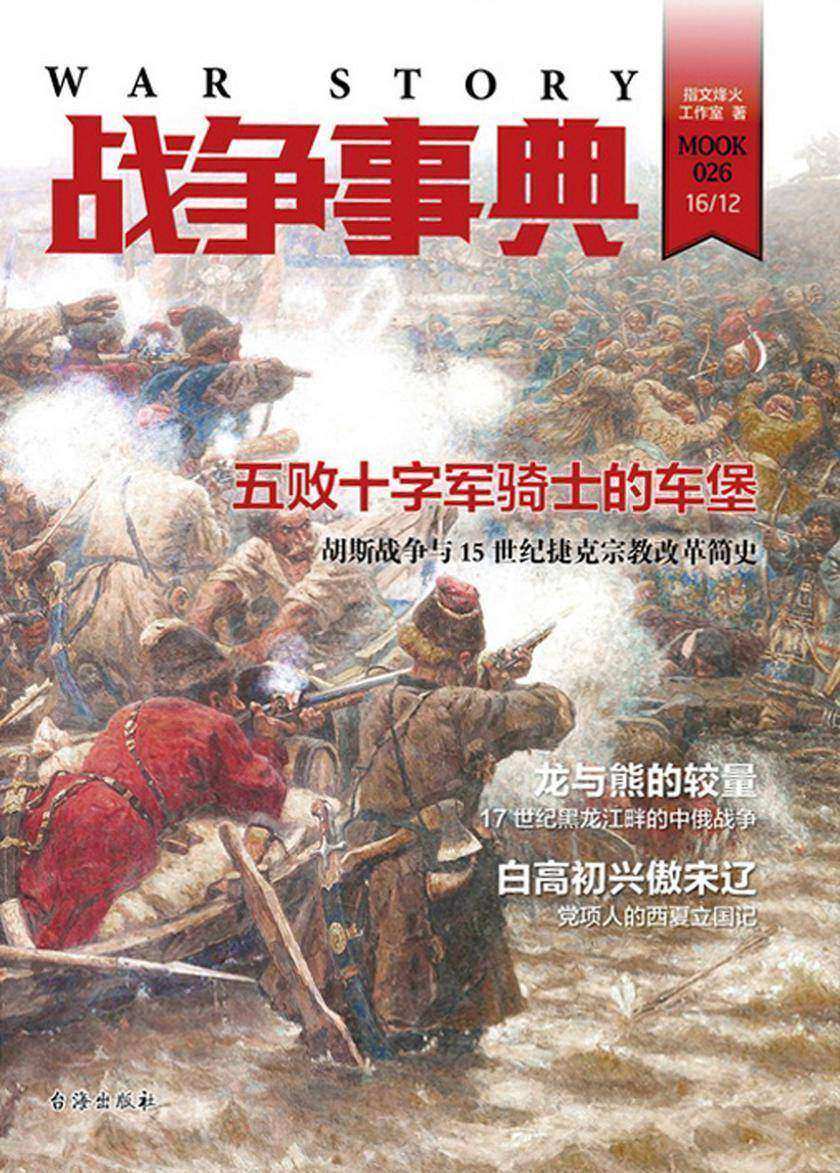 WAR STORY
战争事典
指文烽火
工作室 著
MOOK
026
16/12
五败十字军骑士的车堡
胡斯战争与15世纪捷克宗教改革简史
龙与熊的较量
17世纪黑龙江畔的中俄战争
白高初兴傲宋辽
党项人的西夏立国记
台海出版社